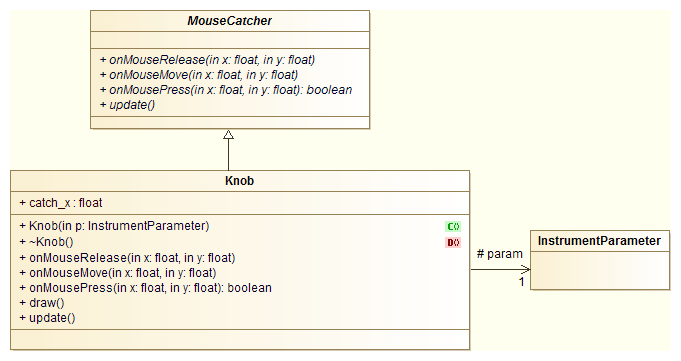 MouseCatcher
+ onMouseRelease(in x: float, in y: float)
+ onMouseMove(in x: float, in y: float)
+ onMousePress(in x: float, in y: float): boolean
+ update()
Knob
+ catch_x : float
+ Knob(in p: InstrumentParameter)
C()
+ ~Knob()
D()
+ onMouseRelease(in x: float, in y: float)
+ onMouseMove(in x: float, in y: float)
+ onMousePress(in x: float, in y: float): boolean
+ draw()
+ update()
# param
1
InstrumentParameter